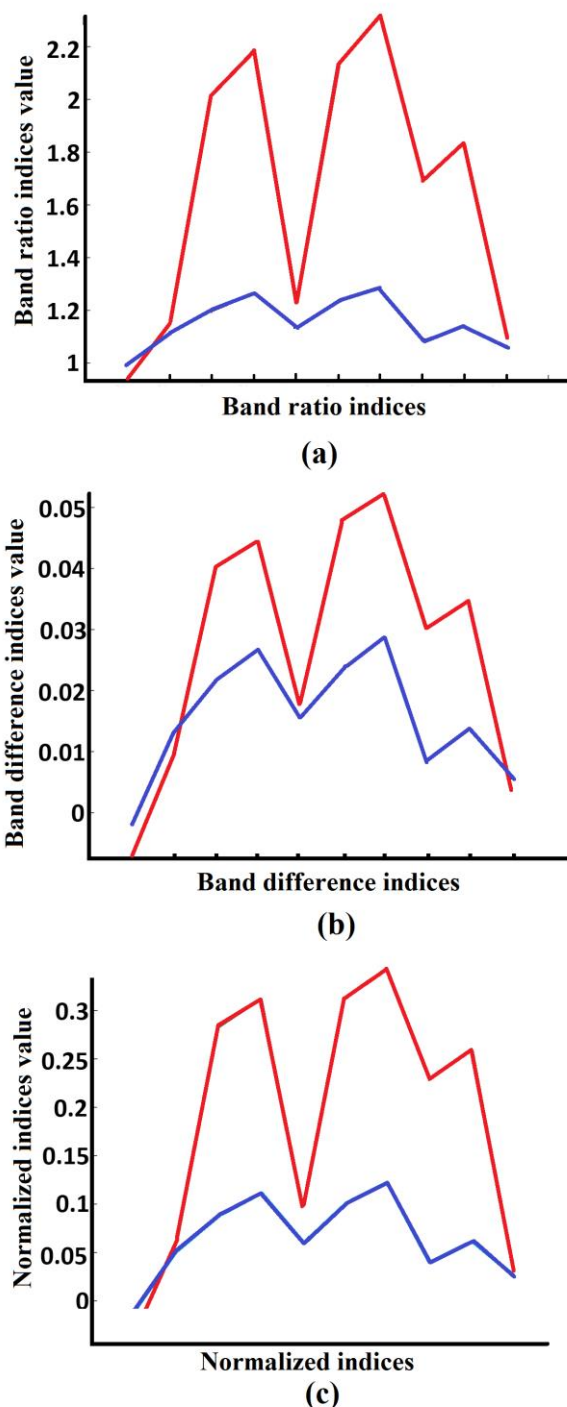 2.2
2
1.8
1.6
1.4
1.2
1
Band ratio indices value
Band ratio indices
(a)
0.05
0.04
0.03
0.02
0.01
0
Band difference indices value
Band difference indices
(b)
0.3
0.25
0.2
0.15
0.1
0.05
0
Normalized indices value
Normalized indices
(c)